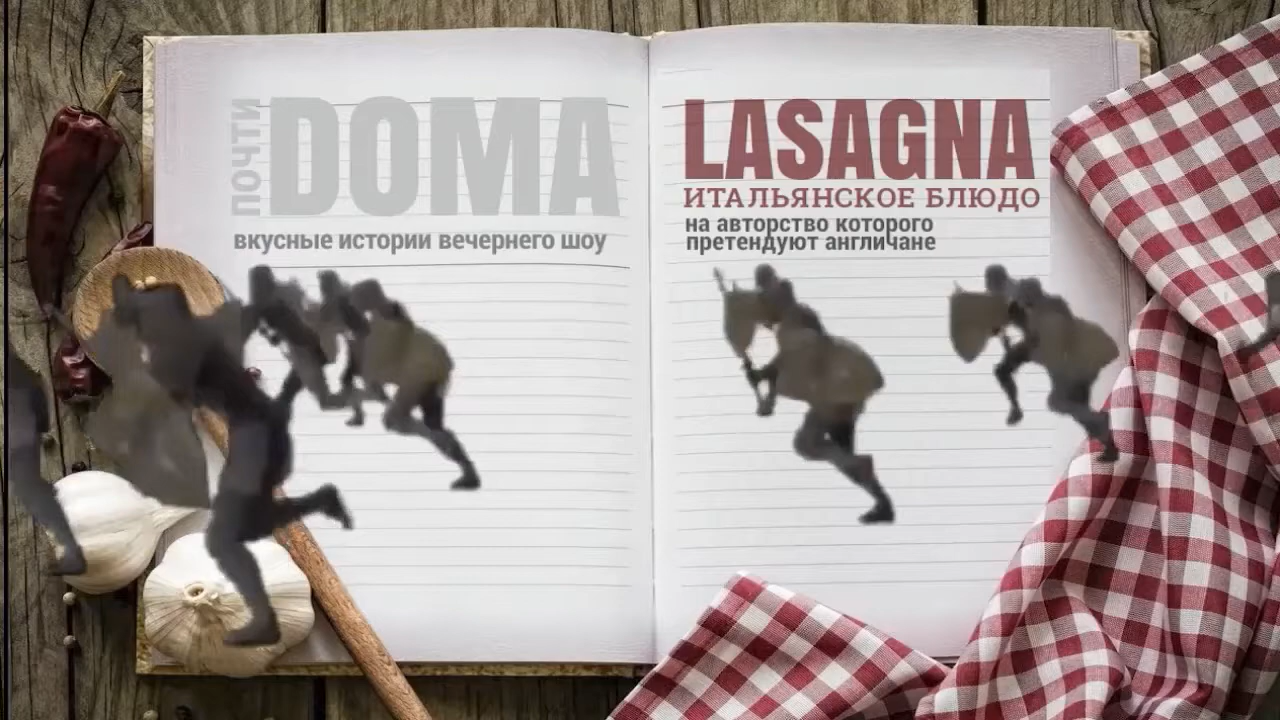 ПОЧТИ
DOMA
вкусные истории вечернего шоу
LASAGNA
ИТАЛЬЯНСКОЕ БЛЮДО
на авторство которого
претендуют англичане